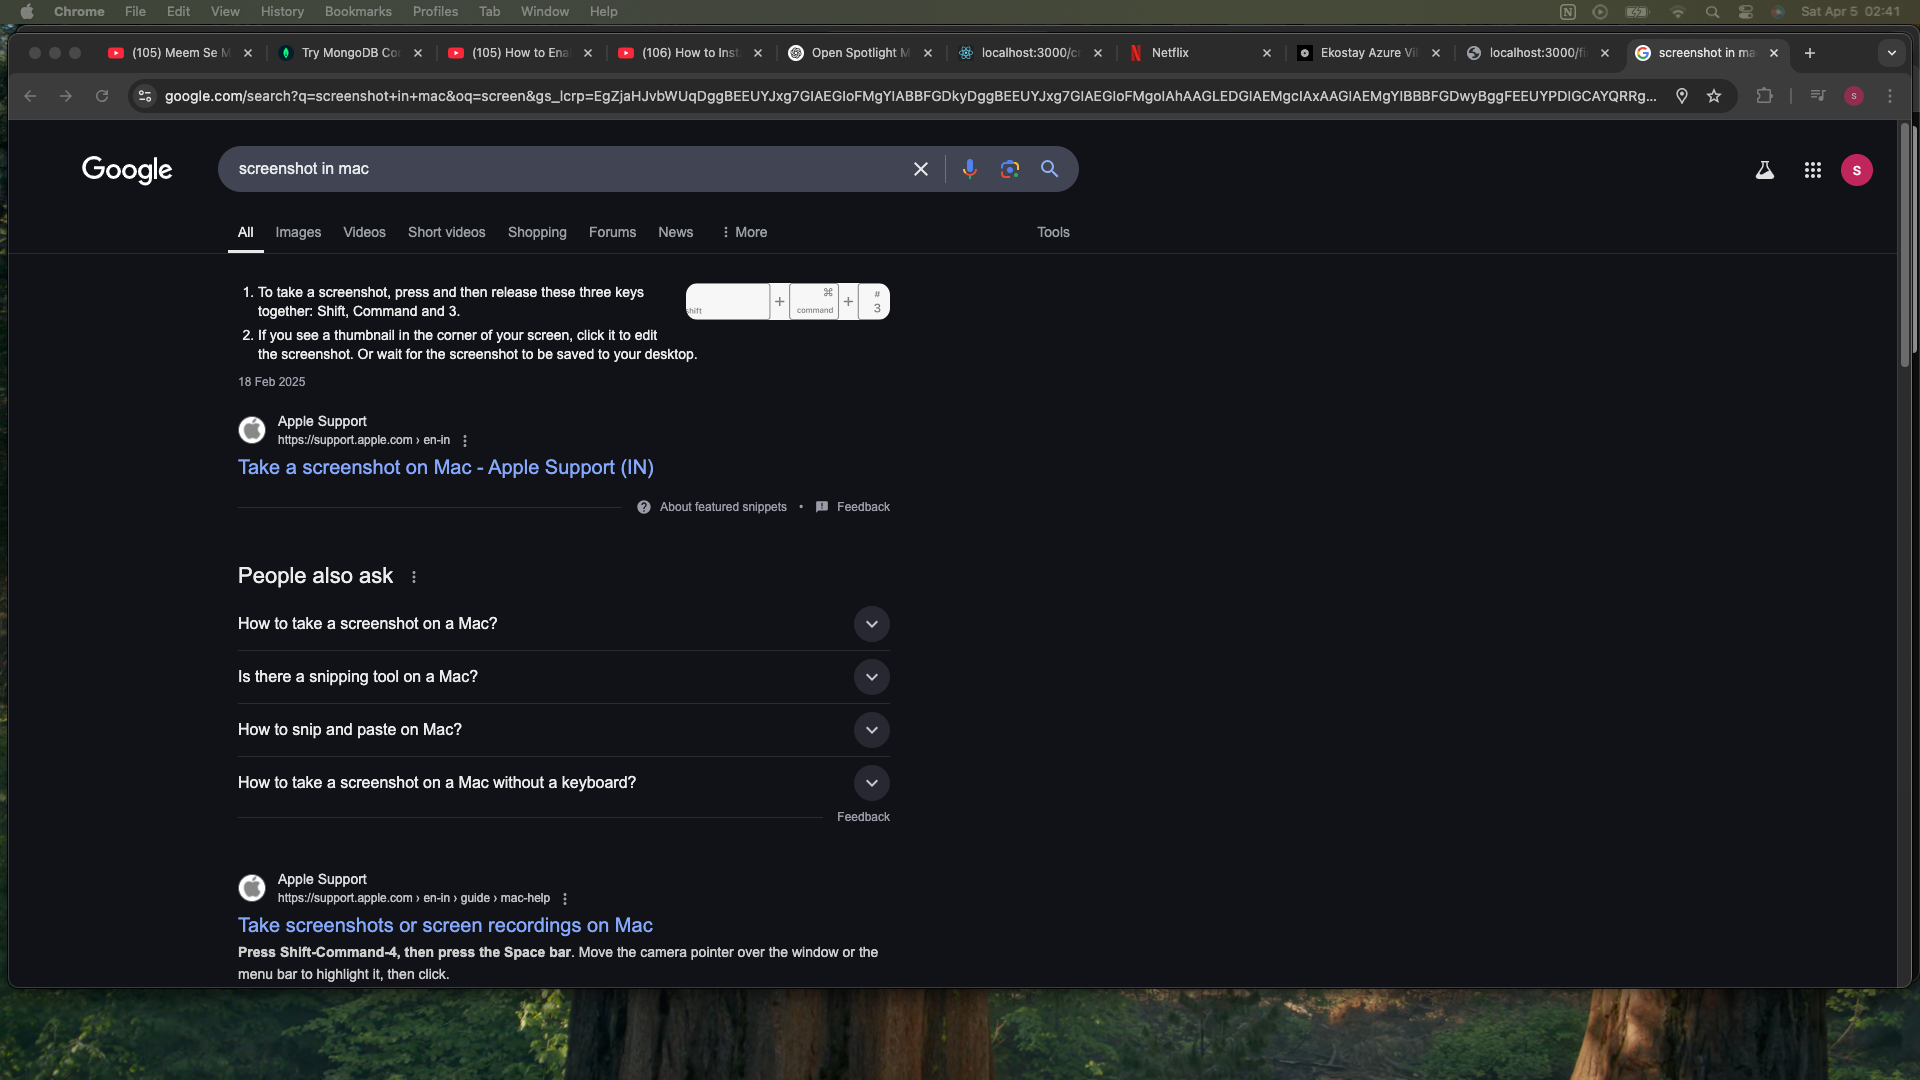 Chrome File Edit View History Bookmarks Profiles Tab Window Help Sat Apr 5 02:41
(105) Meem Se M Try MongoDB Co (105) How to Ena (106) How to Inst Open Spotlight M localhost:3000/c Netflix Ekostay Azure Vil localhost:3000/fi screenshot in ma
google.com/search?q=screenshot+in+mac&oq=screen&gs_lcrp=EgZjaHJvbWUqDggBEEUYJxg7GIAEGIoFMgYIABBFGDkyDggBEEUYJxg7GIAEGIoFMgoIAhAAGLEDGIAEMgcIAxAAGIAEMgYIBBBFGDwyBggFEEUYPDIGCAYQRRg... S
Google screenshot in mac S
All Images Videos Short videos Shopping Forums News More Tools
1. To take a screenshot, press and then release these three keys
together: Shift, Command and 3.
2. If you see a thumbnail in the corner of your screen, click it to edit
the screenshot. Or wait for the screenshot to be saved to your desktop.
shift + ⌘ command + # 3
18 Feb 2025
Apple Support
https://support.apple.com › en-in
Take a screenshot on Mac - Apple Support (IN)
About featured snippets • Feedback
People also ask
How to take a screenshot on a Mac?
Is there a snipping tool on a Mac?
How to snip and paste on Mac?
How to take a screenshot on a Mac without a keyboard?
Feedback
Apple Support
https://support.apple.com › en-in › guide › mac-help
Take screenshots or screen recordings on Mac
Press Shift-Command-4, then press the Space bar. Move the camera pointer over the window or the
menu bar to highlight it, then click.